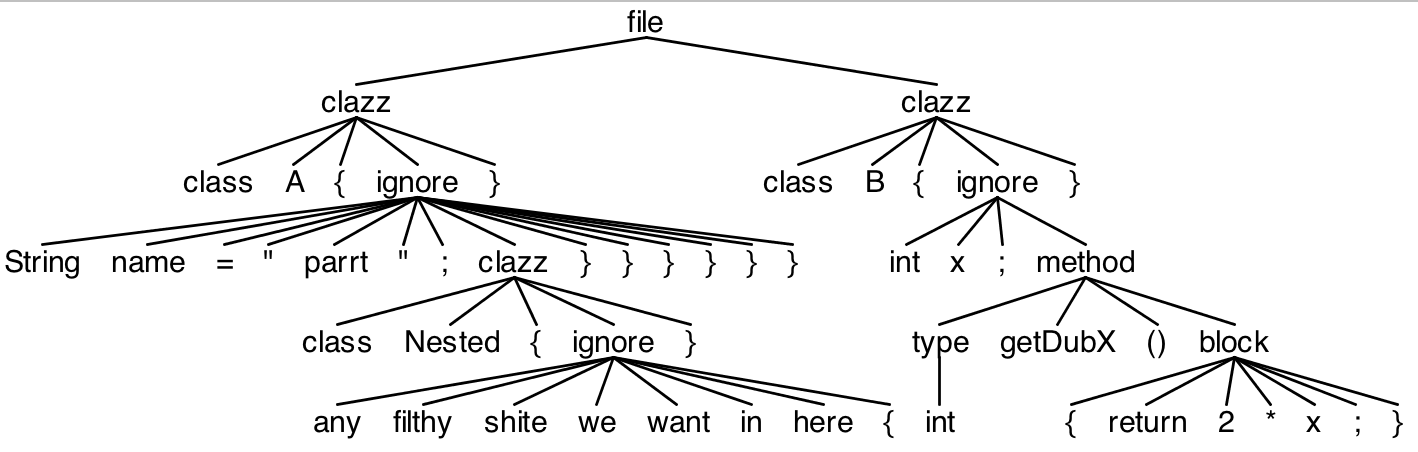 file
clazz clazz
class A { ignore } class B { ignore }
String name = " parrt " ; clazz } } } } } } int x ; method
class Nested { ignore } type getDubX () block
any filthy shite we want in here { int { return 2 * x ; }